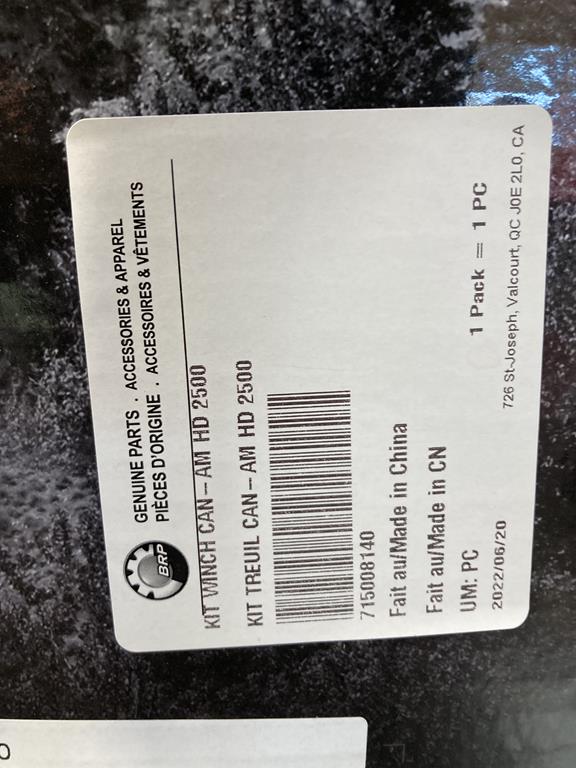 BRP
GENUINE PARTS . ACCESSORIES & APPAREL
PIÈCES D'ORIGINE . ACCESSOIRES & VÊTEMENTS
KIT WINCH CAN-AM HD 2500
KIT TREUIL CAN-AM HD 2500
715008140
Fait au/Made in China
Fait au/Made in CN
UM: PC
1 Pack = 1 PC
2022/06/20
726 St-Joseph, Valcourt, QC J0E 2L0, CA